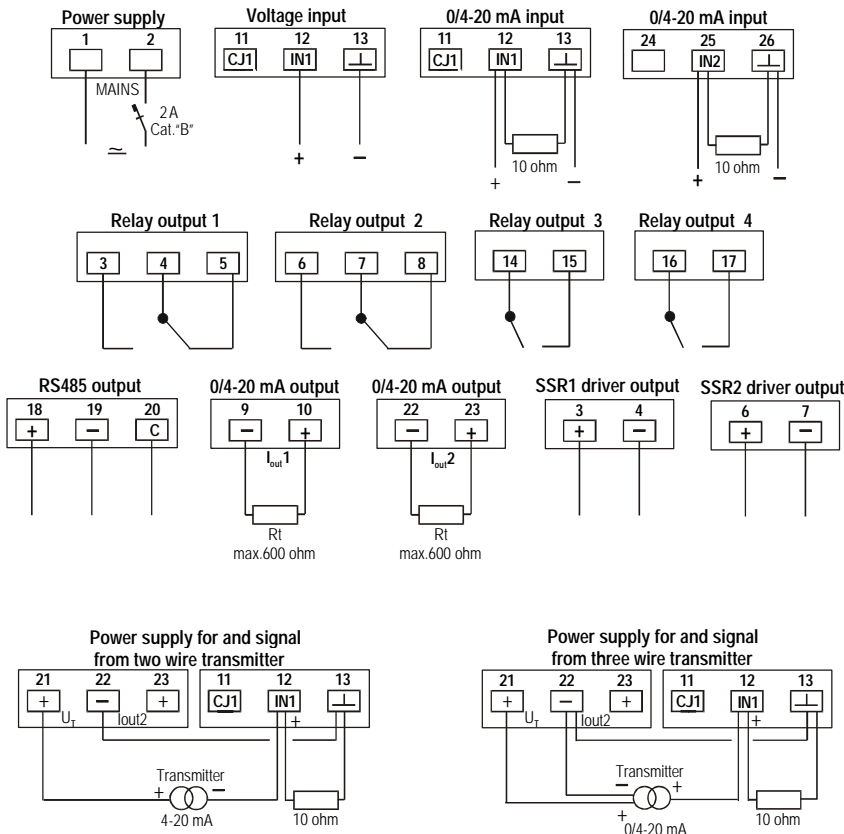 Power supply
1 2
MAINS
2 A
Cat."B"
≃
Voltage input
11 12 13
CJ1 IN1 ⊥
+ −
0/4-20 mA input
11 12 13
CJ1 IN1 ⊥
10 ohm
+ −
0/4-20 mA input
24 25 26
IN2 ⊥
10 ohm
+ −
Relay output 1
3 4 5
Relay output 2
6 7 8
Relay output 3
14 15
Relay output 4
16 17
RS485 output
18 19 20
+ − C
0/4-20 mA output
9 10
− +
Iout1
Rt
max.600 ohm
0/4-20 mA output
22 23
− +
Iout2
Rt
max.600 ohm
SSR1 driver output
3 4
+ −
SSR2 driver output
6 7
+ −
Power supply for and signal
from two wire transmitter
21 22 23 11 12 13
+ − + CJ1 IN1 ⊥
UT Iout2 +
Transmitter
+ −
4-20 mA 10 ohm
Power supply for and signal
from three wire transmitter
21 22 23 11 12 13
+ − + CJ1 IN1 ⊥
UT Iout2 +
Transmitter
− +
+
0/4-20 mA 10 ohm